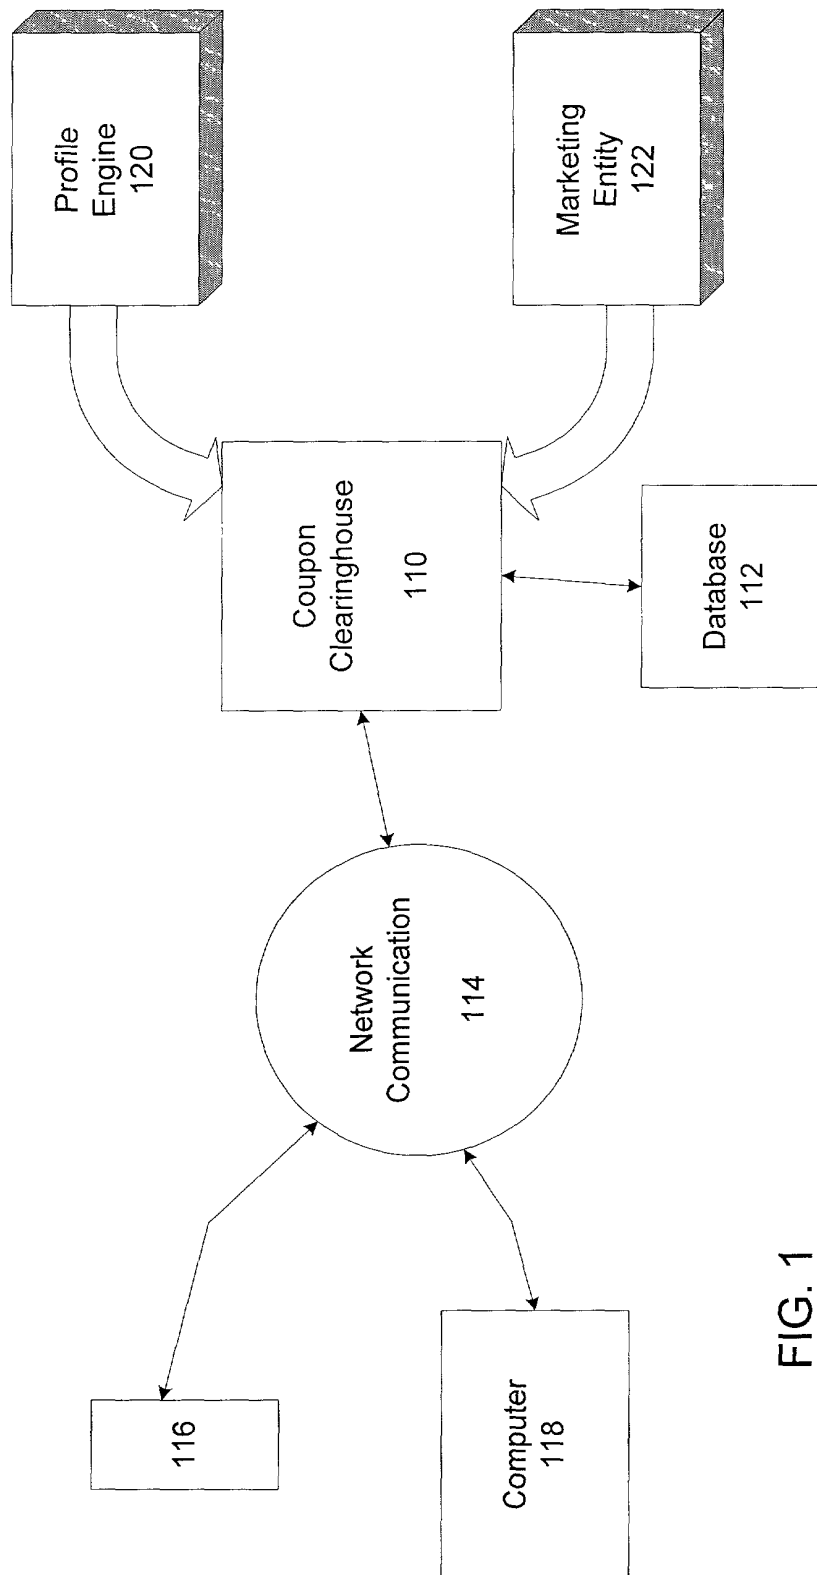 116
Computer
118
Network
Communication
114
Coupon
Clearinghouse
110
Database
112
Profile
Engine
120
Marketing
Entity
122
FIG. 1